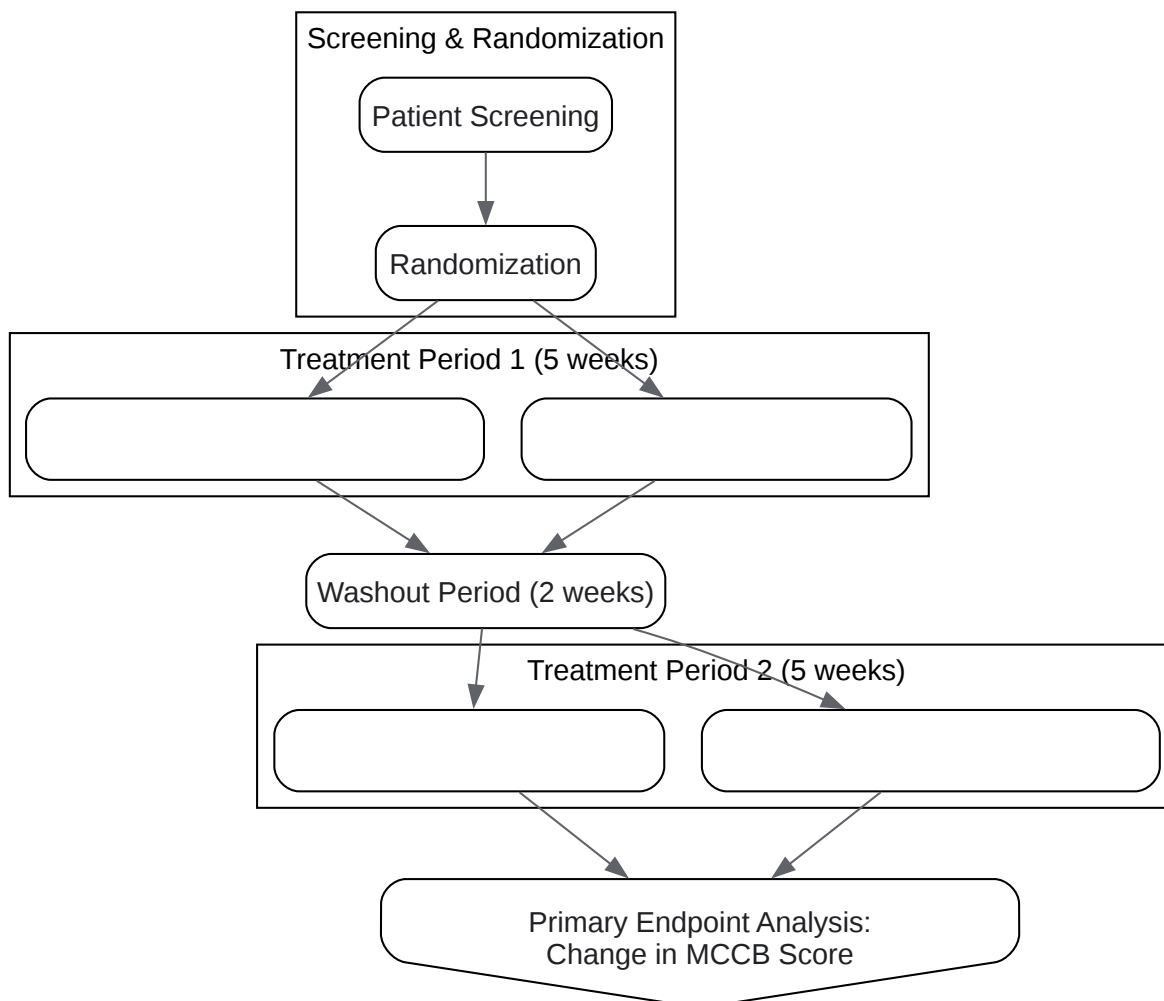 Screening & Randomization
Patient Screening
Randomization
Treatment Period 1 (5 weeks)
Washout Period (2 weeks)
Treatment Period 2 (5 weeks)
Primary Endpoint Analysis:
Change in MCCB Score